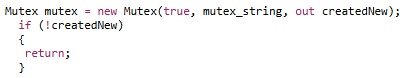 Mutex mutex = new Mutex(true, mutex_string, out createdNew);
if (!createdNew)
{
return;
}